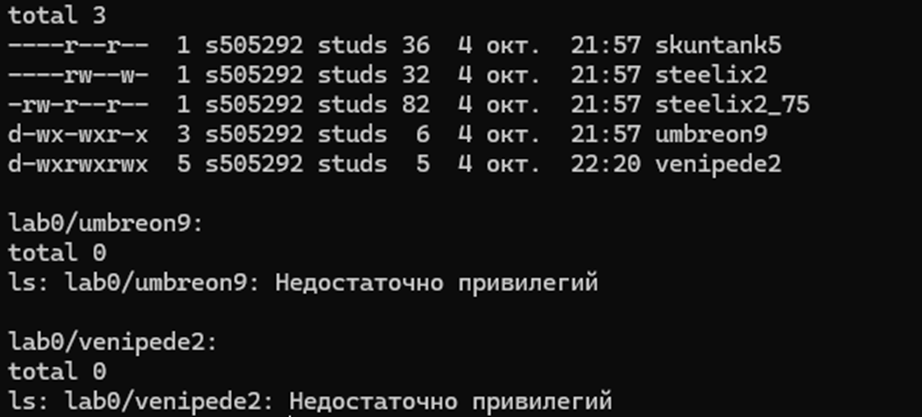 total 3
----r--r--  1 s505292 studs 36  4 окт.  21:57 skuntank5
----rw--w-  1 s505292 studs 32  4 окт.  21:57 steelix2
-rw-r--r--  1 s505292 studs 82  4 окт.  21:57 steelix2_75
d-wx-wxr-x  3 s505292 studs  6  4 окт.  21:57 umbreon9
d-wxrwxrwx  5 s505292 studs  5  4 окт.  22:20 venipede2
lab0/umbreon9:
total 0
ls: lab0/umbreon9: Недостаточно привилегий
lab0/venipede2:
total 0
ls: lab0/venipede2: Недостаточно привилегий